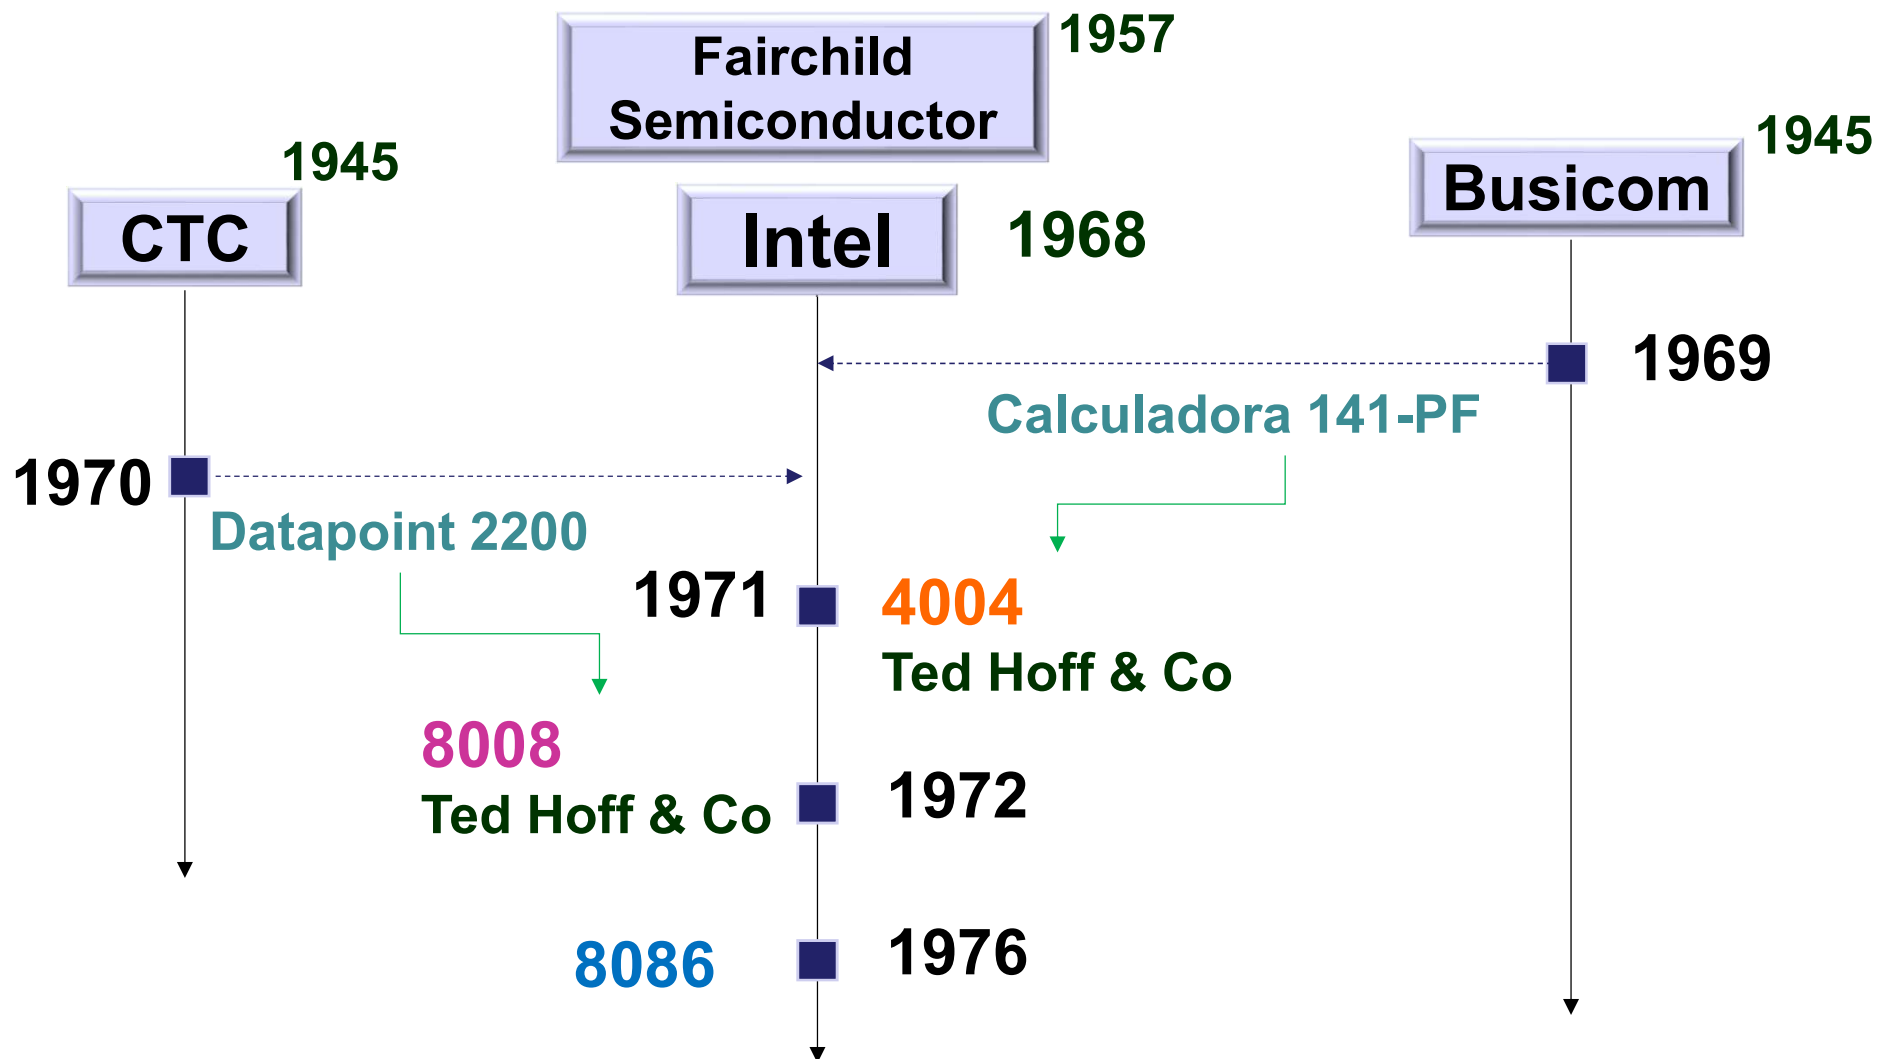 Fairchild
Semiconductor
1957
1945
CTC
Intel
1968
1945
Busicom
1969
Calculadora 141-PF
1970
Datapoint 2200
1971
4004
Ted Hoff & Co
8008
Ted Hoff & Co
1972
8086
1976